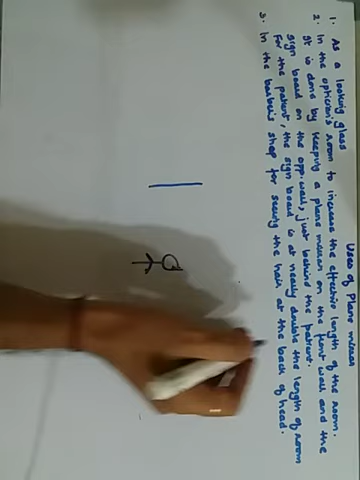 Uses of Plane mirror
1. As a looking glass
2. In the optician's room to increase the effective length of the room.
It is done by keeping a plane mirror on the front wall and the
sign board on the opp. wall, just behind the patient.
For the patient, the sign board is at nearly double the length of room
3. In the barber's shop for seeing the hair at the back of head.